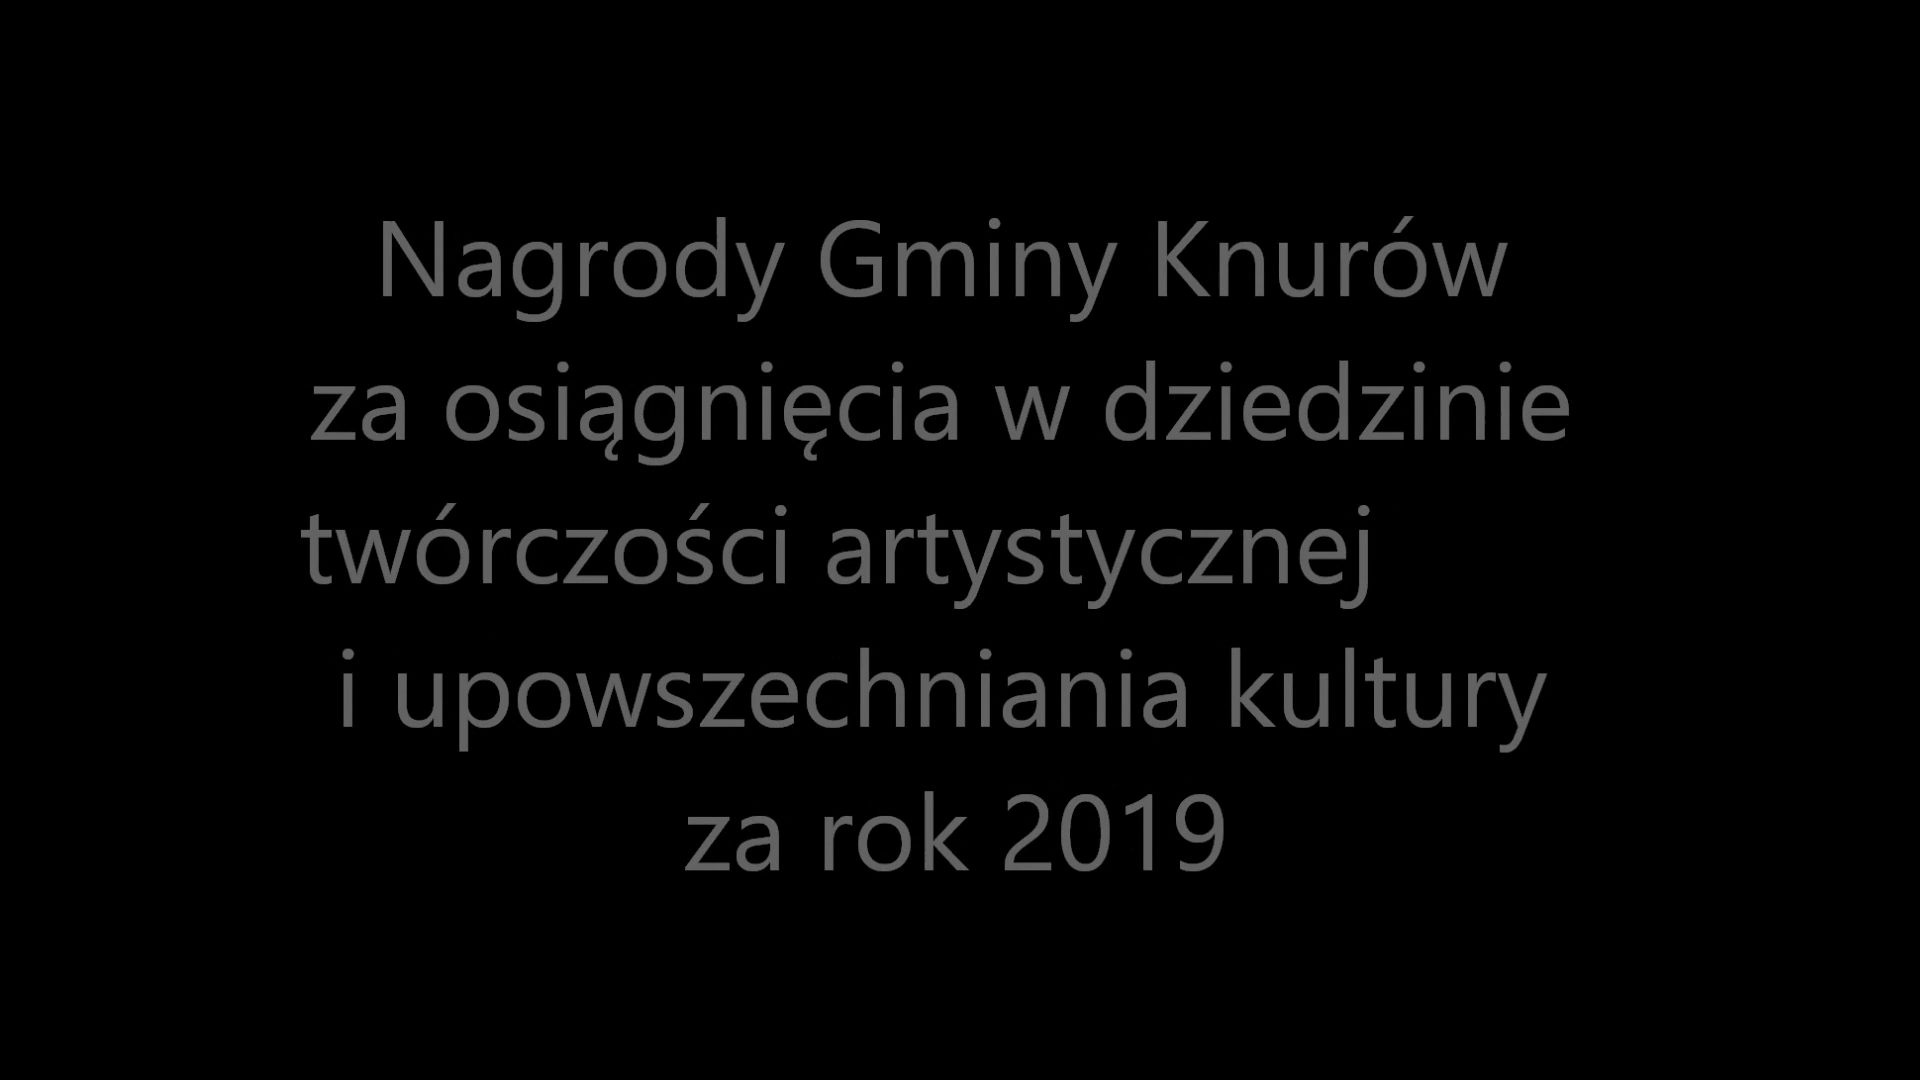 Nagrody Gminy Knurów
za osiągnięcia w dziedzinie
twórczości artystycznej
i upowszechniania kultury
za rok 2019